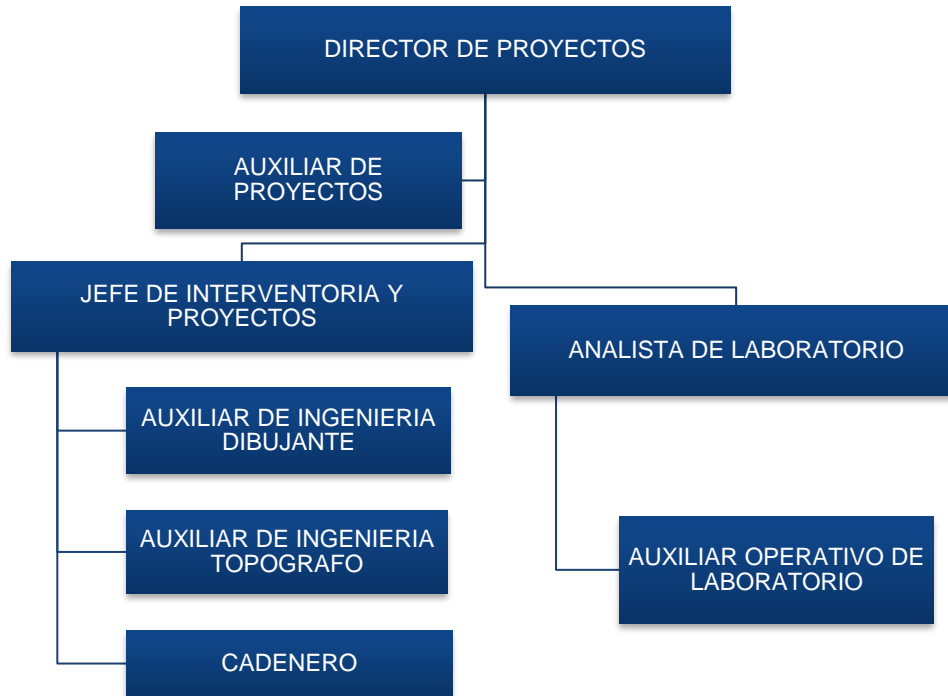 DIRECTOR DE PROYECTOS
AUXILIAR DE
PROYECTOS
JEFE DE INTERVENTORIA Y
PROYECTOS
ANALISTA DE LABORATORIO
AUXILIAR DE INGENIERIA
DIBUJANTE
AUXILIAR DE INGENIERIA
TOPOGRAFO
AUXILIAR OPERATIVO DE
LABORATORIO
CADENERO